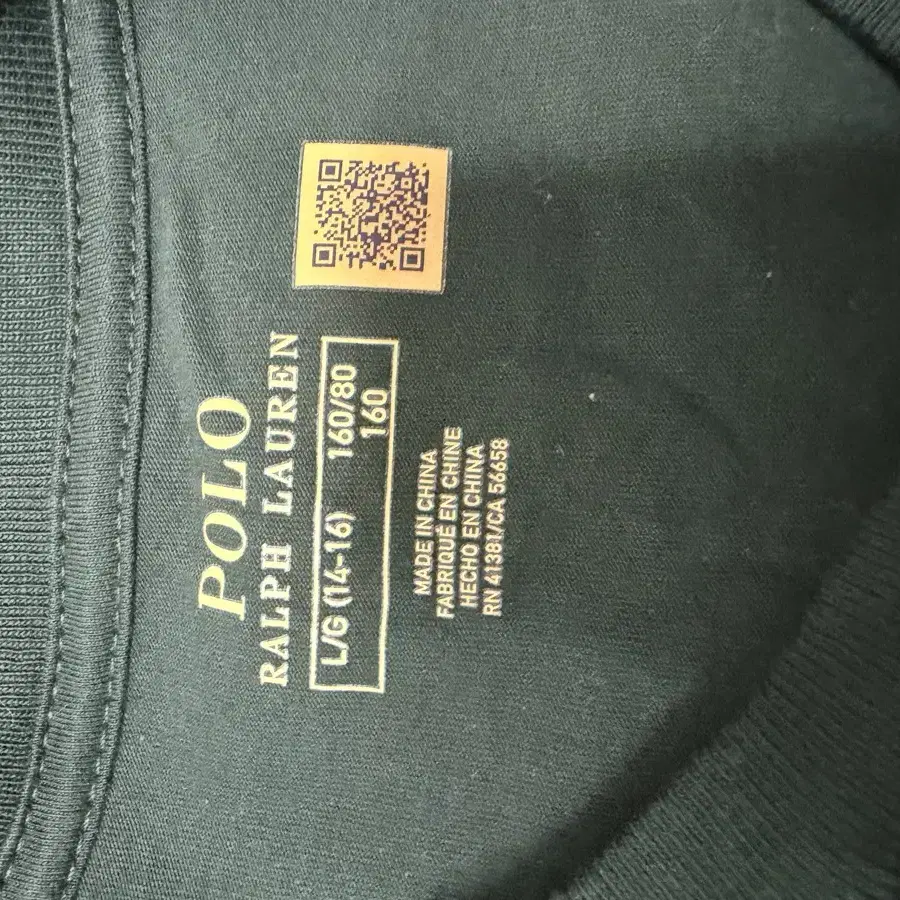 POLO
RALPH LAUREN
L/G (14-16) 160/80
160
MADE IN CHINA
FABRIQUÉ EN CHINE
HECHO EN CHINA
RN 41381/CA 56658